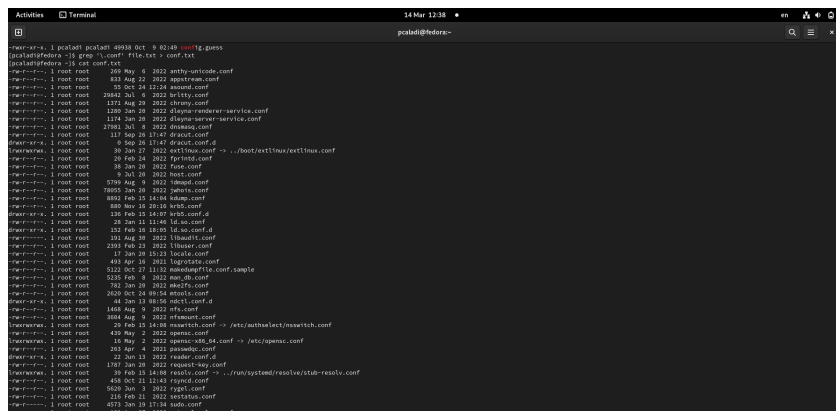 Activities Terminal 14 Mar 12:38 en
pcaladi@fedora:~
-rwxr-xr-x. 1 pcaladi pcaladi 49938 Oct 9 02:49 config.guess
[pcaladi@fedora ~]$ grep '\.conf' file.txt > conf.txt
[pcaladi@fedora ~]$ cat conf.txt
-rw-r--r--. 1 root root 269 May 6 2022 anthy-unicode.conf
-rw-r--r--. 1 root root 833 Aug 22 2022 appstream.conf
-rw-r--r--. 1 root root 55 Oct 24 12:24 asound.conf
-rw-r--r--. 1 root root 29842 Jul 6 2022 brltty.conf
-rw-r--r--. 1 root root 1371 Aug 29 2022 chrony.conf
-rw-r--r--. 1 root root 1280 Jan 20 2022 dleyna-renderer-service.conf
-rw-r--r--. 1 root root 1174 Jan 20 2022 dleyna-server-service.conf
-rw-r--r--. 1 root root 27981 Jul 8 2022 dnsmasq.conf
-rw-r--r--. 1 root root 117 Sep 26 17:47 dracut.conf
drwxr-xr-x. 1 root root 0 Sep 26 17:47 dracut.conf.d
lrwxrwxrwx. 1 root root 30 Jan 27 2022 extlinux.conf -> ../boot/extlinux/extlinux.conf
-rw-r--r--. 1 root root 20 Feb 24 2022 fprintd.conf
-rw-r--r--. 1 root root 38 Jan 20 2022 fuse.conf
-rw-r--r--. 1 root root 9 Jul 20 2022 host.conf
-rw-r--r--. 1 root root 5799 Aug 9 2022 idmapd.conf
-rw-r--r--. 1 root root 78055 Jan 20 2022 jwhois.conf
-rw-r--r--. 1 root root 8892 Feb 15 14:04 kdump.conf
-rw-r--r--. 1 root root 880 Nov 16 20:16 krb5.conf
drwxr-xr-x. 1 root root 136 Feb 15 14:07 krb5.conf.d
-rw-r--r--. 1 root root 28 Jan 11 11:46 ld.so.conf
drwxr-xr-x. 1 root root 152 Feb 16 18:05 ld.so.conf.d
-rw-r-----. 1 root root 191 Aug 30 2022 libaudit.conf
-rw-r--r--. 1 root root 2393 Feb 23 2022 libuser.conf
-rw-r--r--. 1 root root 17 Jan 20 15:23 locale.conf
-rw-r--r--. 1 root root 493 Apr 16 2021 logrotate.conf
-rw-r--r--. 1 root root 5122 Oct 27 11:32 makedumpfile.conf.sample
-rw-r--r--. 1 root root 5235 Feb 8 2022 man_db.conf
-rw-r--r--. 1 root root 782 Jan 20 2022 mke2fs.conf
-rw-r--r--. 1 root root 2620 Oct 24 09:54 mtools.conf
drwxr-xr-x. 1 root root 44 Jan 13 08:56 ndctl.conf.d
-rw-r--r--. 1 root root 1468 Aug 9 2022 nfs.conf
-rw-r--r--. 1 root root 3604 Aug 9 2022 nfsmount.conf
lrwxrwxrwx. 1 root root 29 Feb 15 14:08 nsswitch.conf -> /etc/authselect/nsswitch.conf
-rw-r--r--. 1 root root 439 May 2 2022 opensc.conf
lrwxrwxrwx. 1 root root 16 May 2 2022 opensc-x86_64.conf -> /etc/opensc.conf
-rw-r--r--. 1 root root 263 Apr 4 2021 passwdqc.conf
drwxr-xr-x. 1 root root 22 Jun 13 2022 reader.conf.d
-rw-r--r--. 1 root root 1787 Jan 20 2022 request-key.conf
lrwxrwxrwx. 1 root root 39 Feb 15 14:08 resolv.conf -> ../run/systemd/resolve/stub-resolv.conf
-rw-r--r--. 1 root root 458 Oct 21 12:43 rsyncd.conf
-rw-r--r--. 1 root root 5620 Jun 3 2022 rygel.conf
-rw-r--r--. 1 root root 216 Feb 21 2022 sestatus.conf
-rw-r-----. 1 root root 4573 Jan 19 17:34 sudo.conf